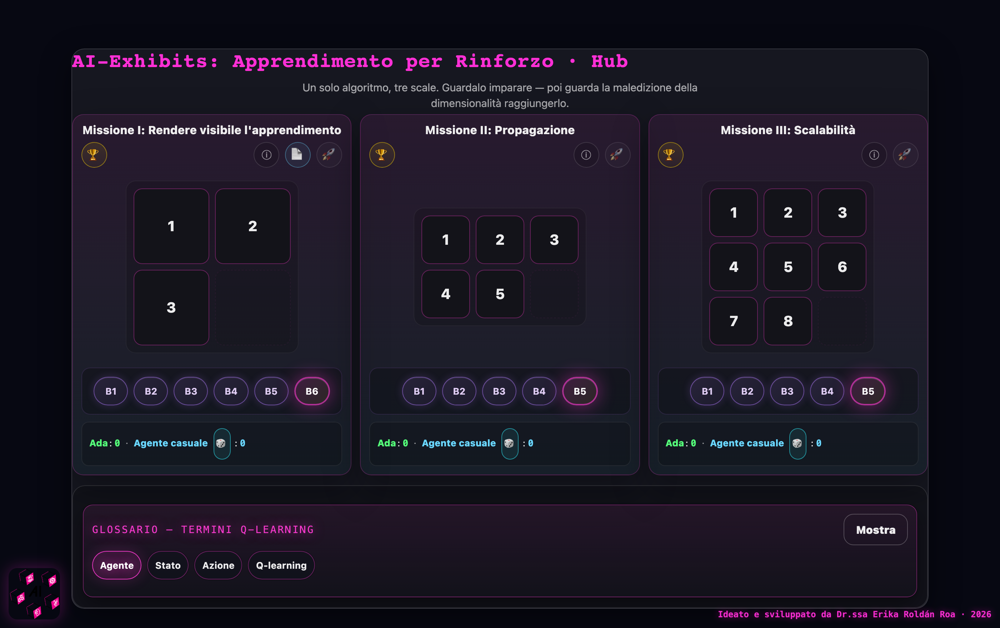 AI-Exhibits: Apprendimento per Rinforzo · Hub
Un solo algoritmo, tre scale. Guardalo imparare — poi guarda la maledizione della
dimensionalità raggiungerlo.
Missione I: Rendere visibile l'apprendimento
1 2
3
B1 B2 B3 B4 B5 B6
Ada: 0 · Agente casuale : 0
Missione II: Propagazione
1 2 3
4 5
B1 B2 B3 B4 B5
Ada: 0 · Agente casuale : 0
Missione III: Scalabilità
1 2 3
4 5 6
7 8
B1 B2 B3 B4 B5
Ada: 0 · Agente casuale : 0
GLOSSARIO — TERMINI Q-LEARNING
Mostra
Agente Stato Azione Q-learning
AI
Ideato e sviluppato da Dr.ssa Erika Roldán Roa · 2026